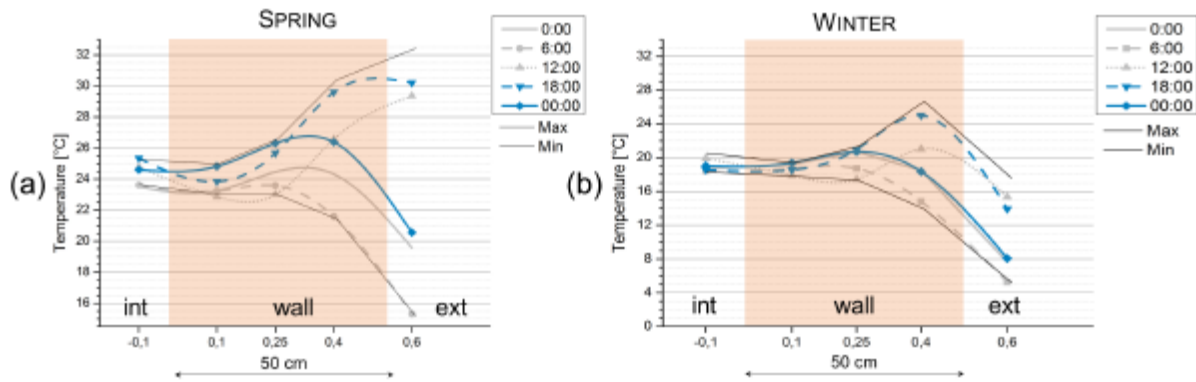 SPRING
(a)
Temperature [°C]
32
30
28
26
24
22
20
18
16
int
wall
ext
-0,1
0,1
0,25
0,4
0,6
50 cm
0:00
6:00
12:00
18:00
00:00
Max
Min
WINTER
(b)
Temperature [°C]
32
28
24
20
16
12
8
4
0
int
wall
ext
-0,1
0,1
0,25
0,4
0,6
50 cm
0:00
6:00
12:00
18:00
00:00
Max
Min